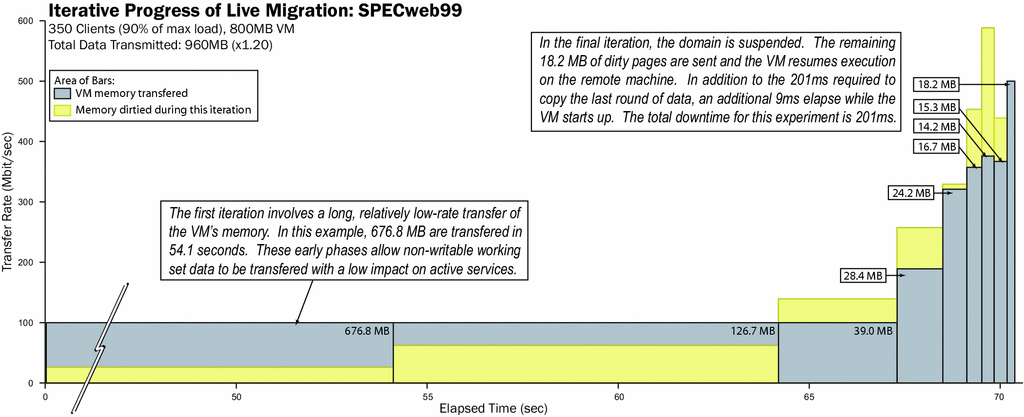 Iterative Progress of Live Migration: SPECweb99
350 Clients (90% of max load), 800MB VM
Total Data Transmitted: 960MB (x1.20)
600
500
400
300
200
100
0
Transfer Rate (Mbit/sec)
Area of Bars:
VM memory transfered
Memory dirtied during this iteration
In the final iteration, the domain is suspended. The remaining
18.2 MB of dirty pages are sent and the VM resumes execution
on the remote machine. In addition to the 201ms required to
copy the last round of data, an additional 9ms elapse while the
VM starts up. The total downtime for this experiment is 201ms.
The first iteration involves a long, relatively low-rate transfer of
the VM's memory. In this example, 676.8 MB are transfered in
54.1 seconds. These early phases allow non-writable working
set data to be transfered with a low impact on active services.
18.2 MB
15.3 MB
14.2 MB
16.7 MB
24.2 MB
28.4 MB
676.8 MB
126.7 MB
39.0 MB
0
50
55
60
65
70
Elapsed Time (sec)